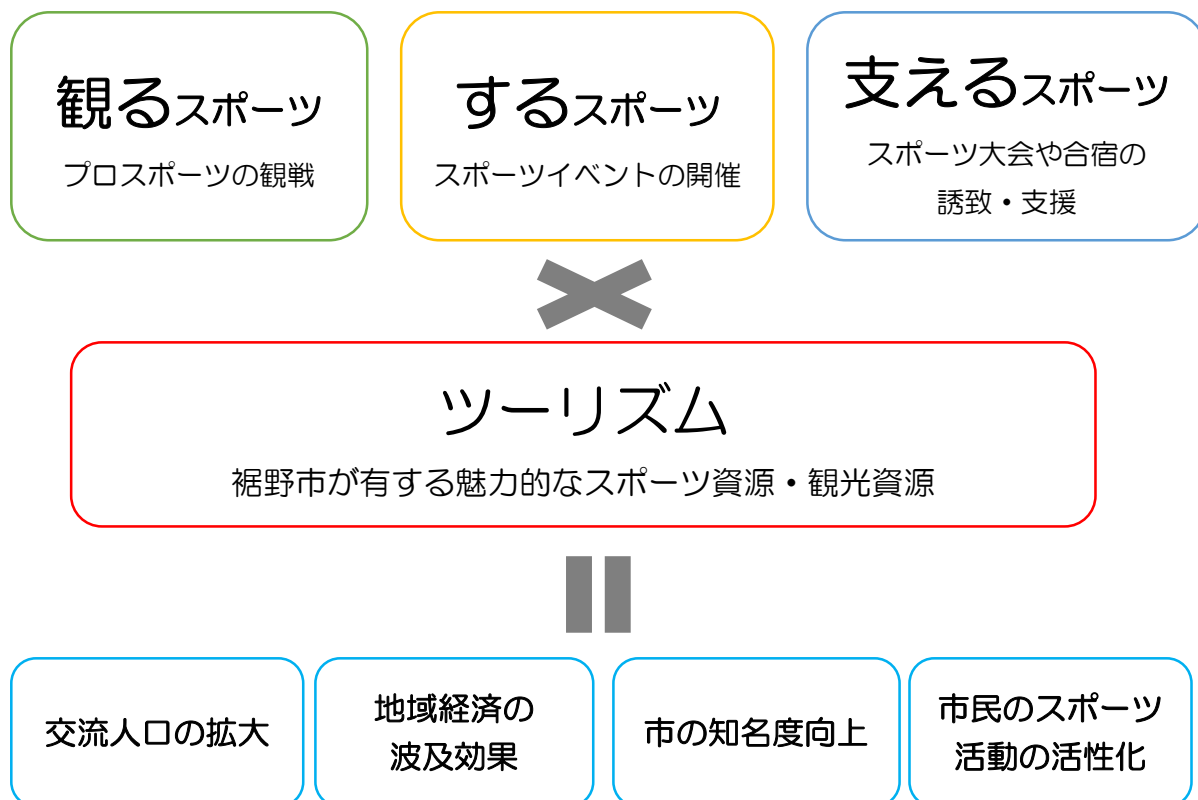 観るスポーツ
プロスポーツの観戦
するスポーツ
スポーツイベントの開催
支えるスポーツ
スポーツ大会や合宿の
誘致・支援
ツーリズム
裾野市が有する魅力的なスポーツ資源・観光資源
交流人口の拡大
地域経済の
波及効果
市の知名度向上
市民のスポーツ
活動の活性化